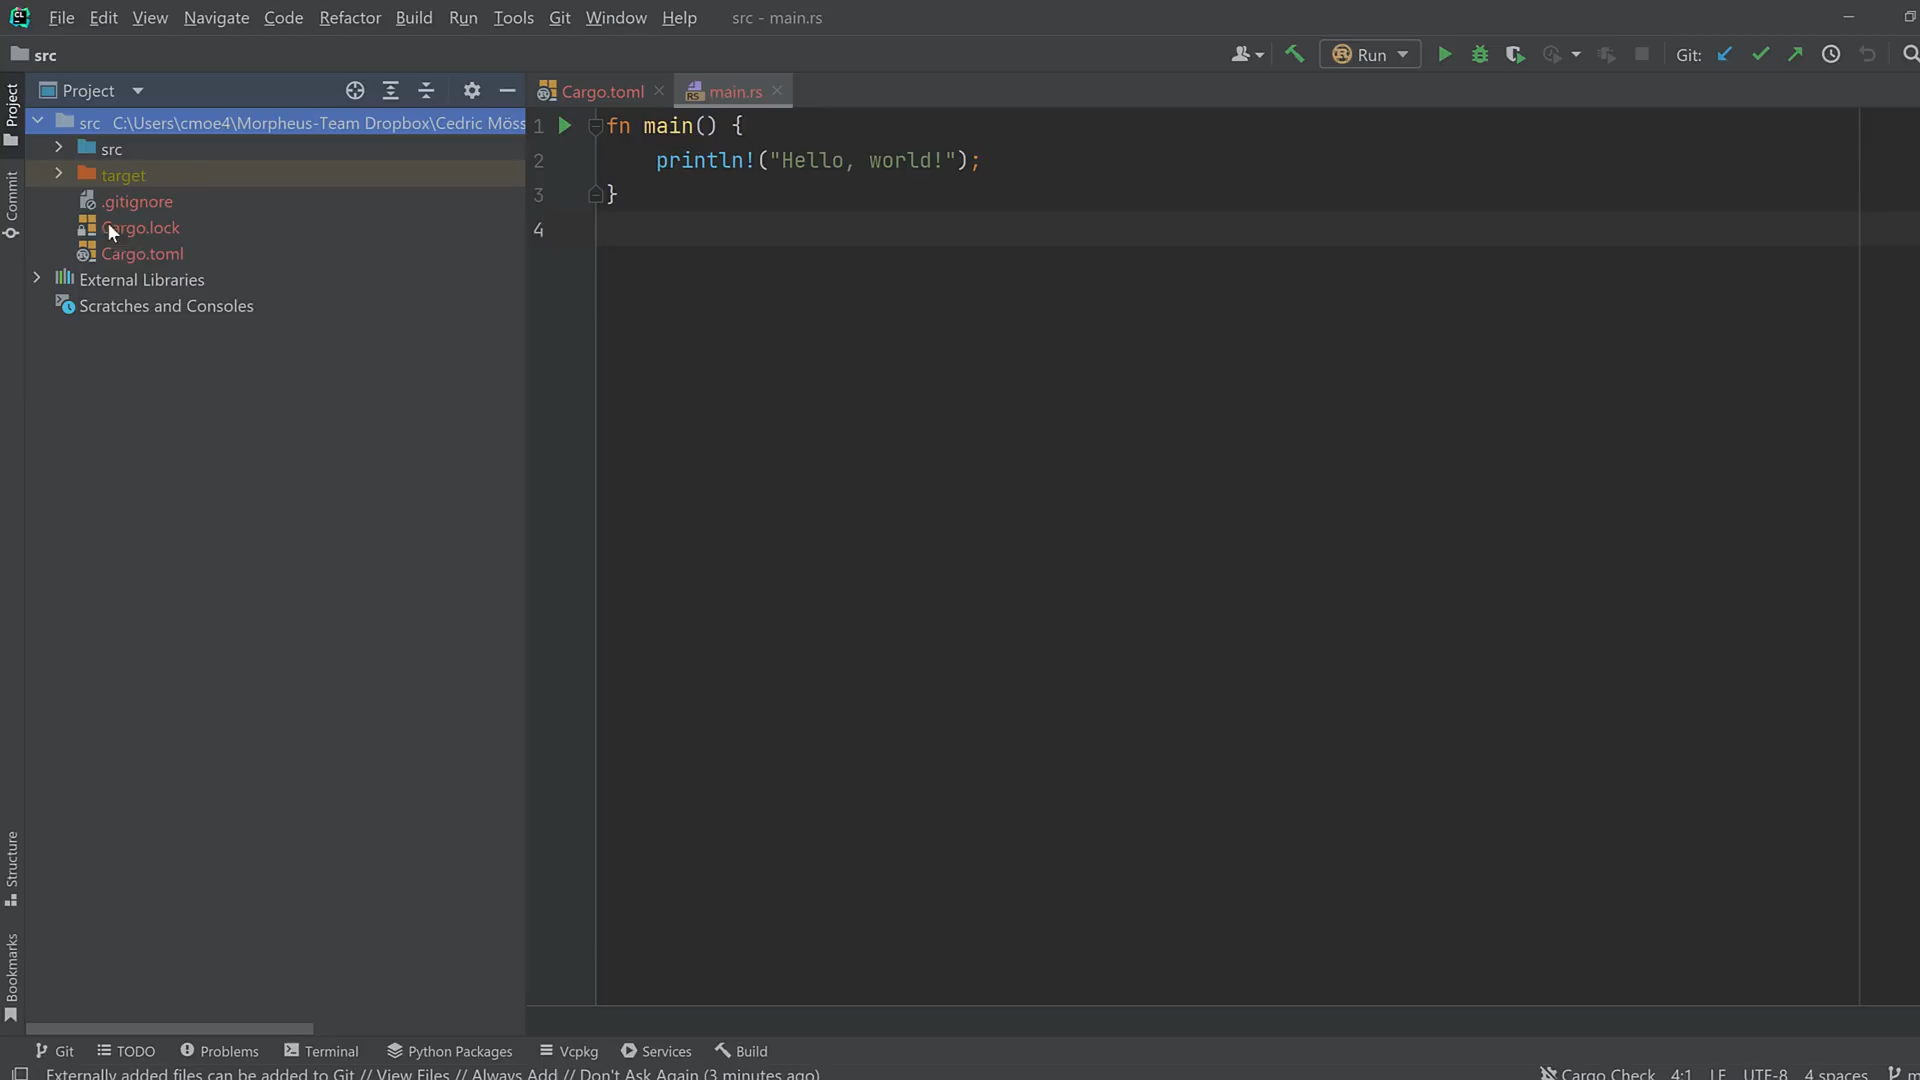 CL File Edit View Navigate Code Refactor Build Run Tools Git Window Help src - main.rs
src Run Git:
Project Cargo.toml main.rs
Project
src C:\Users\cmoe4\Morpheus-Team Dropbox\Cedric Möss
src
target
.gitignore
Cargo.lock
Cargo.toml
External Libraries
Scratches and Consoles
Commit
Structure
Bookmarks
1 fn main() {
2 println!("Hello, world!");
3 }
4
Git TODO Problems Terminal Python Packages Vcpkg Services Build
Externally added files can be added to Git // View Files // Always Add // Don't Ask Again (3 minutes ago) Cargo Check 4:1 LF UTF-8 4 spaces